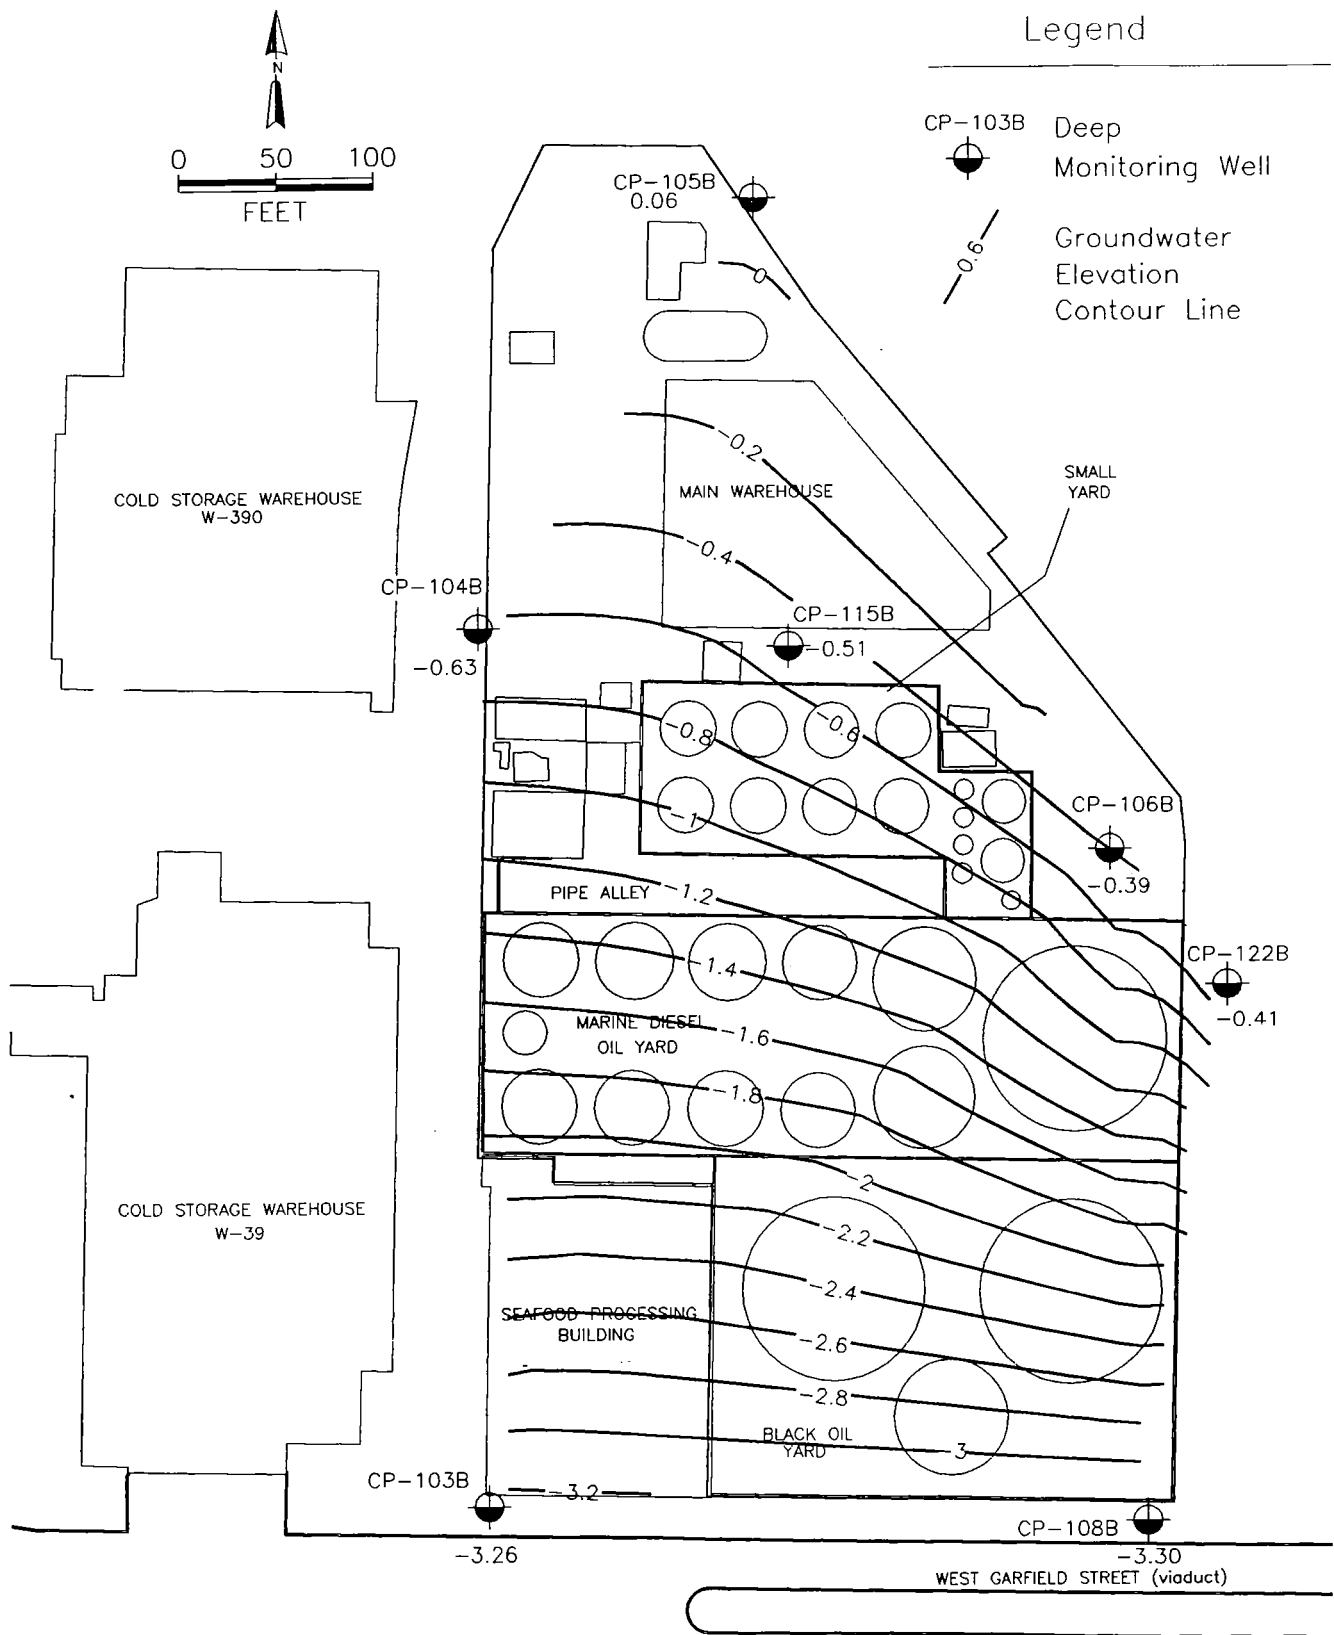 Legend
N
0 50 100
FEET
CP-103B Deep
Monitoring Well
0.6
Groundwater
Elevation
Contour Line
CP-105B
0.06
0
-0.2
MAIN WAREHOUSE
SMALL
YARD
COLD STORAGE WAREHOUSE
W-390
-0.4
CP-104B
-0.63
CP-115B
-0.51
-0.6
-0.8
-1
CP-106B
-0.39
PIPE ALLEY
-1.2
CP-122B
-0.41
-1.4
MARINE DIESEL
OIL YARD
-1.6
-1.8
-2
COLD STORAGE WAREHOUSE
W-39
-2.2
-2.4
SEAFOOD PROCESSING
BUILDING
-2.6
-2.8
BLACK OIL
YARD
-3
CP-103B
-3.2
-3.26
CP-108B
-3.30
WEST GARFIELD STREET (viaduct)